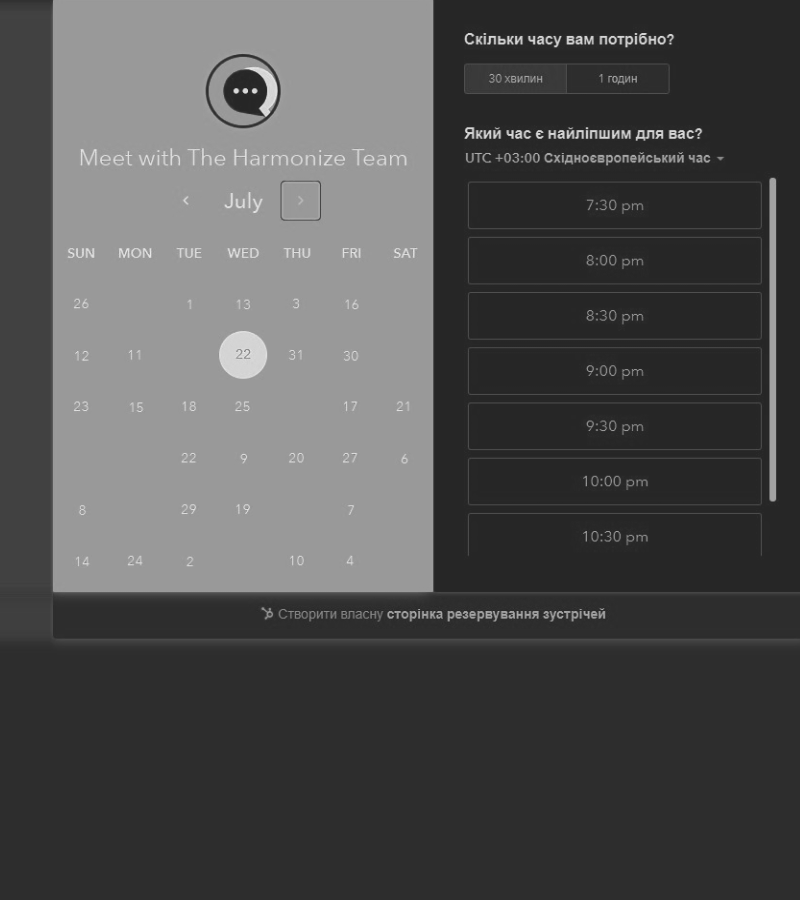 Meet with The Harmonize Team
July
SUN MON TUE WED THU FRI SAT
26 1 13 3 16
12 11 22 31 30
23 15 18 25 17 21
22 9 20 27 6
8 29 19 7
14 24 2 10 4
Скільки часу вам потрібно?
30 хвилин 1 годин
Який час є найліпшим для вас?
UTC +03:00 Східноєвропейський час
7:30 pm
8:00 pm
8:30 pm
9:00 pm
9:30 pm
10:00 pm
10:30 pm
Створити власну сторінка резервування зустрічей